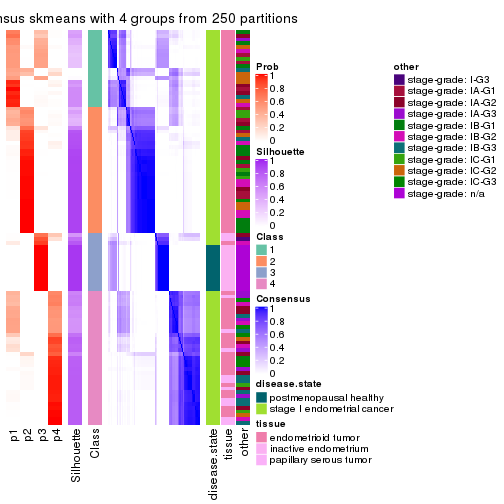 sus skmeans with 4 groups from 250 partitions
Prob
1
0.8
0.6
0.4
0.2
0
Silhouette
1
0.8
0.6
0.4
0.2
0
Class
1
2
3
4
Consensus
1
0.8
0.6
0.4
0.2
0
disease.state
postmenopausal healthy
stage I endometrial cancer
tissue
endometrioid tumor
inactive endometrium
papillary serous tumor
other
stage-grade: I-G3
stage-grade: IA-G1
stage-grade: IA-G2
stage-grade: IA-G3
stage-grade: IB-G1
stage-grade: IB-G2
stage-grade: IB-G3
stage-grade: IC-G1
stage-grade: IC-G2
stage-grade: IC-G3
stage-grade: n/a
p1
p2
p3
p4
Silhouette
Class
disease.state
tissue
other